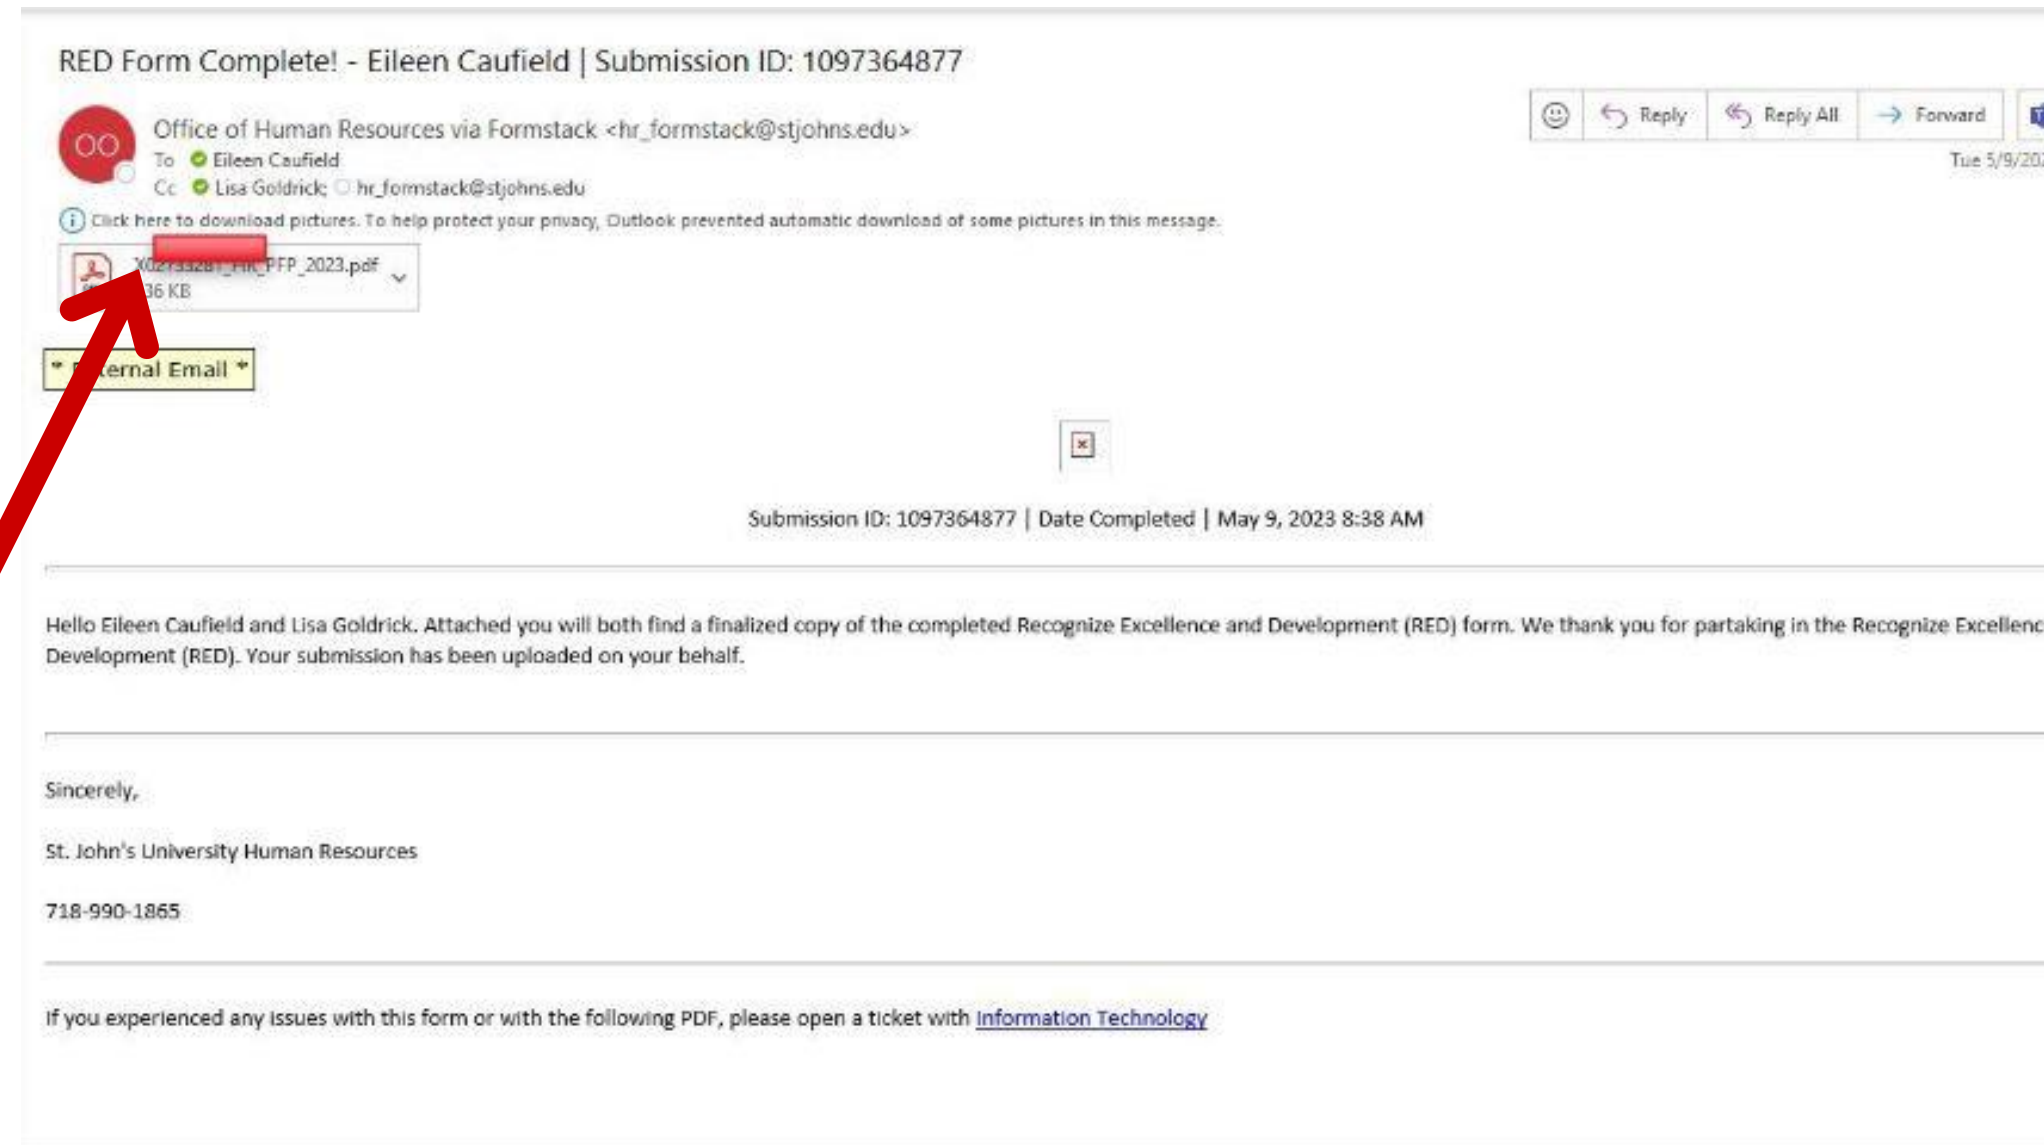 RED Form Complete! - Eileen Caufield | Submission ID: 1097364877
OO
Office of Human Resources via Formstack <hr_formstack@stjohns.edu>
To Eileen Caufield
Cc Lisa Goldrick; hr_formstack@stjohns.edu
Reply Reply All Forward
Tue 5/9/202
Click here to download pictures. To help protect your privacy, Outlook prevented automatic download of some pictures in this message.
PFP_2023.pdf
36 KB
* ernal Email *
Submission ID: 1097364877 | Date Completed | May 9, 2023 8:38 AM
Hello Eileen Caufield and Lisa Goldrick. Attached you will both find a finalized copy of the completed Recognize Excellence and Development (RED) form. We thank you for partaking in the Recognize Excellenc
Development (RED). Your submission has been uploaded on your behalf.
Sincerely,
St. John's University Human Resources
718-990-1865
If you experienced any issues with this form or with the following PDF, please open a ticket with Information Technology